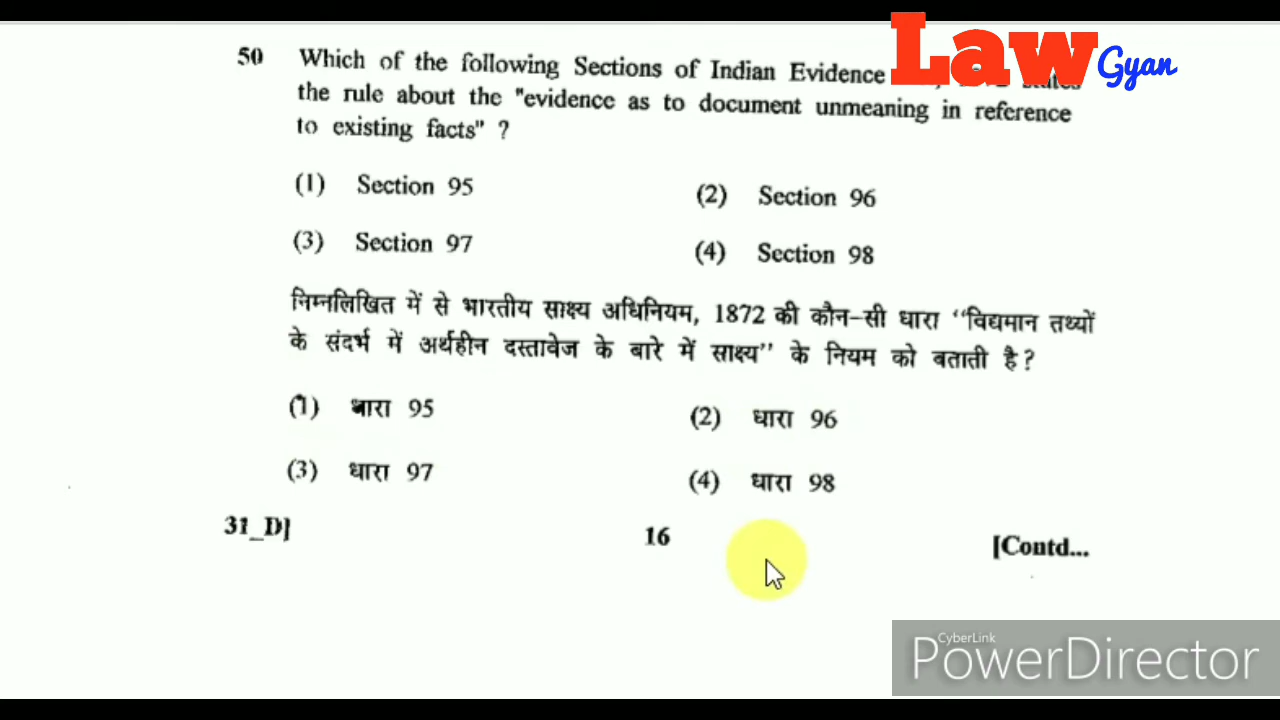 Law Gyan
50 Which of the following Sections of Indian Evidence
the rule about the "evidence as to document unmeaning in reference
to existing facts" ?
(1) Section 95 (2) Section 96
(3) Section 97 (4) Section 98
निम्नलिखित में से भारतीय साक्ष्य अधिनियम, 1872 की कौन-सी धारा "विद्यमान तथ्यों
के संदर्भ में अर्थहीन दस्तावेज के बारे में साक्ष्य" के नियम को बताती है ?
(1) धारा 95 (2) धारा 96
(3) धारा 97 (4) धारा 98
31_D] 16 [Contd...
CyberLink
PowerDirector